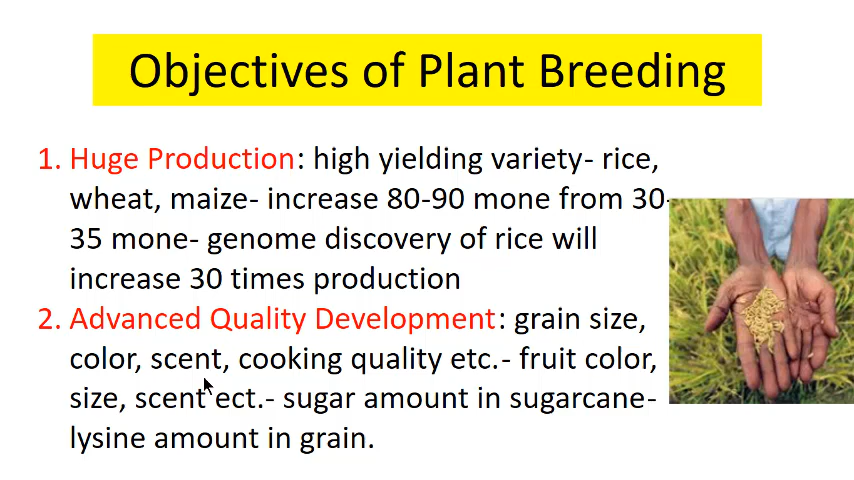 Objectives of Plant Breeding
1. Huge Production: high yielding variety- rice,
wheat, maize- increase 80-90 mone from 30-
35 mone- genome discovery of rice will
increase 30 times production
2. Advanced Quality Development: grain size,
color, scent, cooking quality etc.- fruit color,
size, scent ect.- sugar amount in sugarcane-
lysine amount in grain.